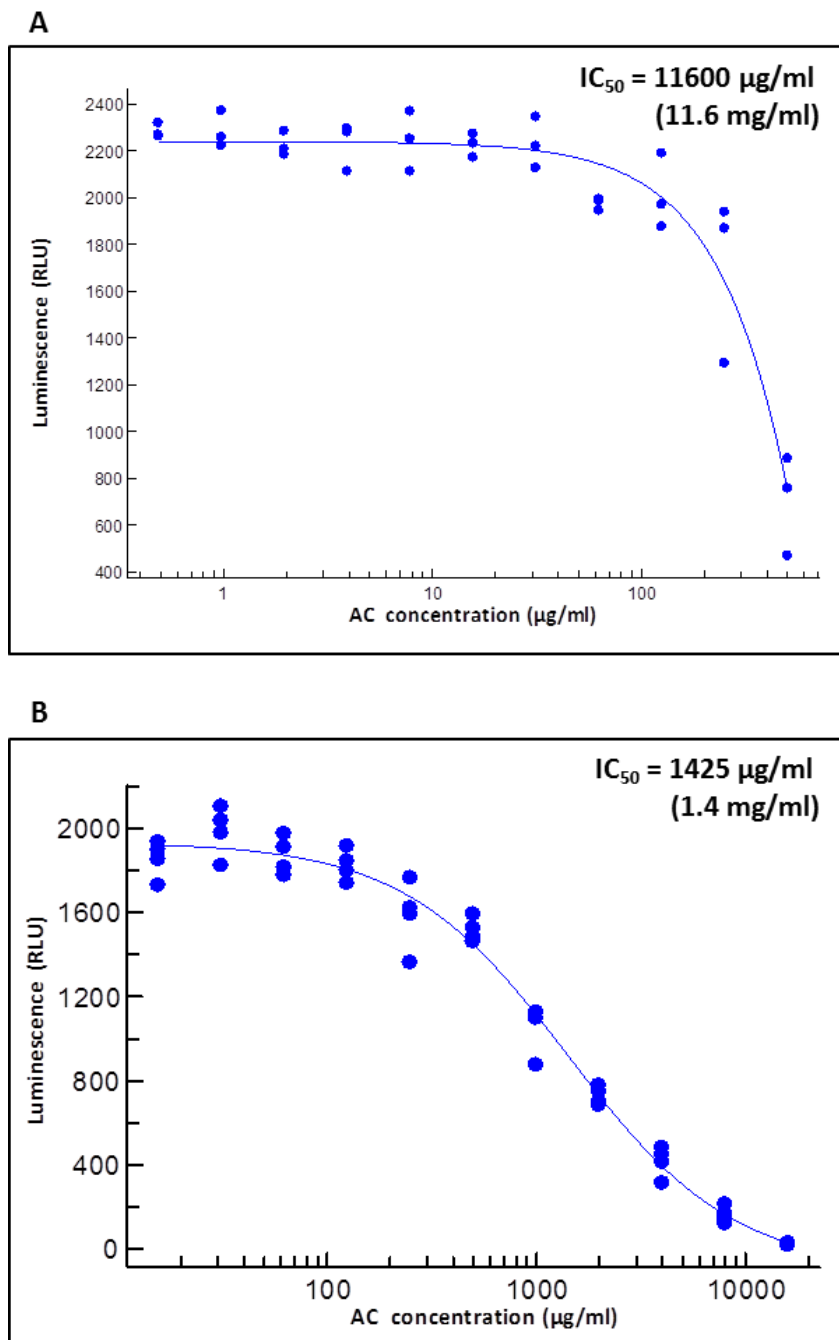 A
IC50 = 11600 µg/ml
(11.6 mg/ml)
2400
2200
2000
1800
1600
1400
1200
1000
800
600
400
Luminescence (RLU)
1 10 100
AC concentration (µg/ml)
B
IC50 = 1425 µg/ml
(1.4 mg/ml)
2000
1600
1200
800
400
0
Luminescence (RLU)
100 1000 10000
AC concentration (µg/ml)